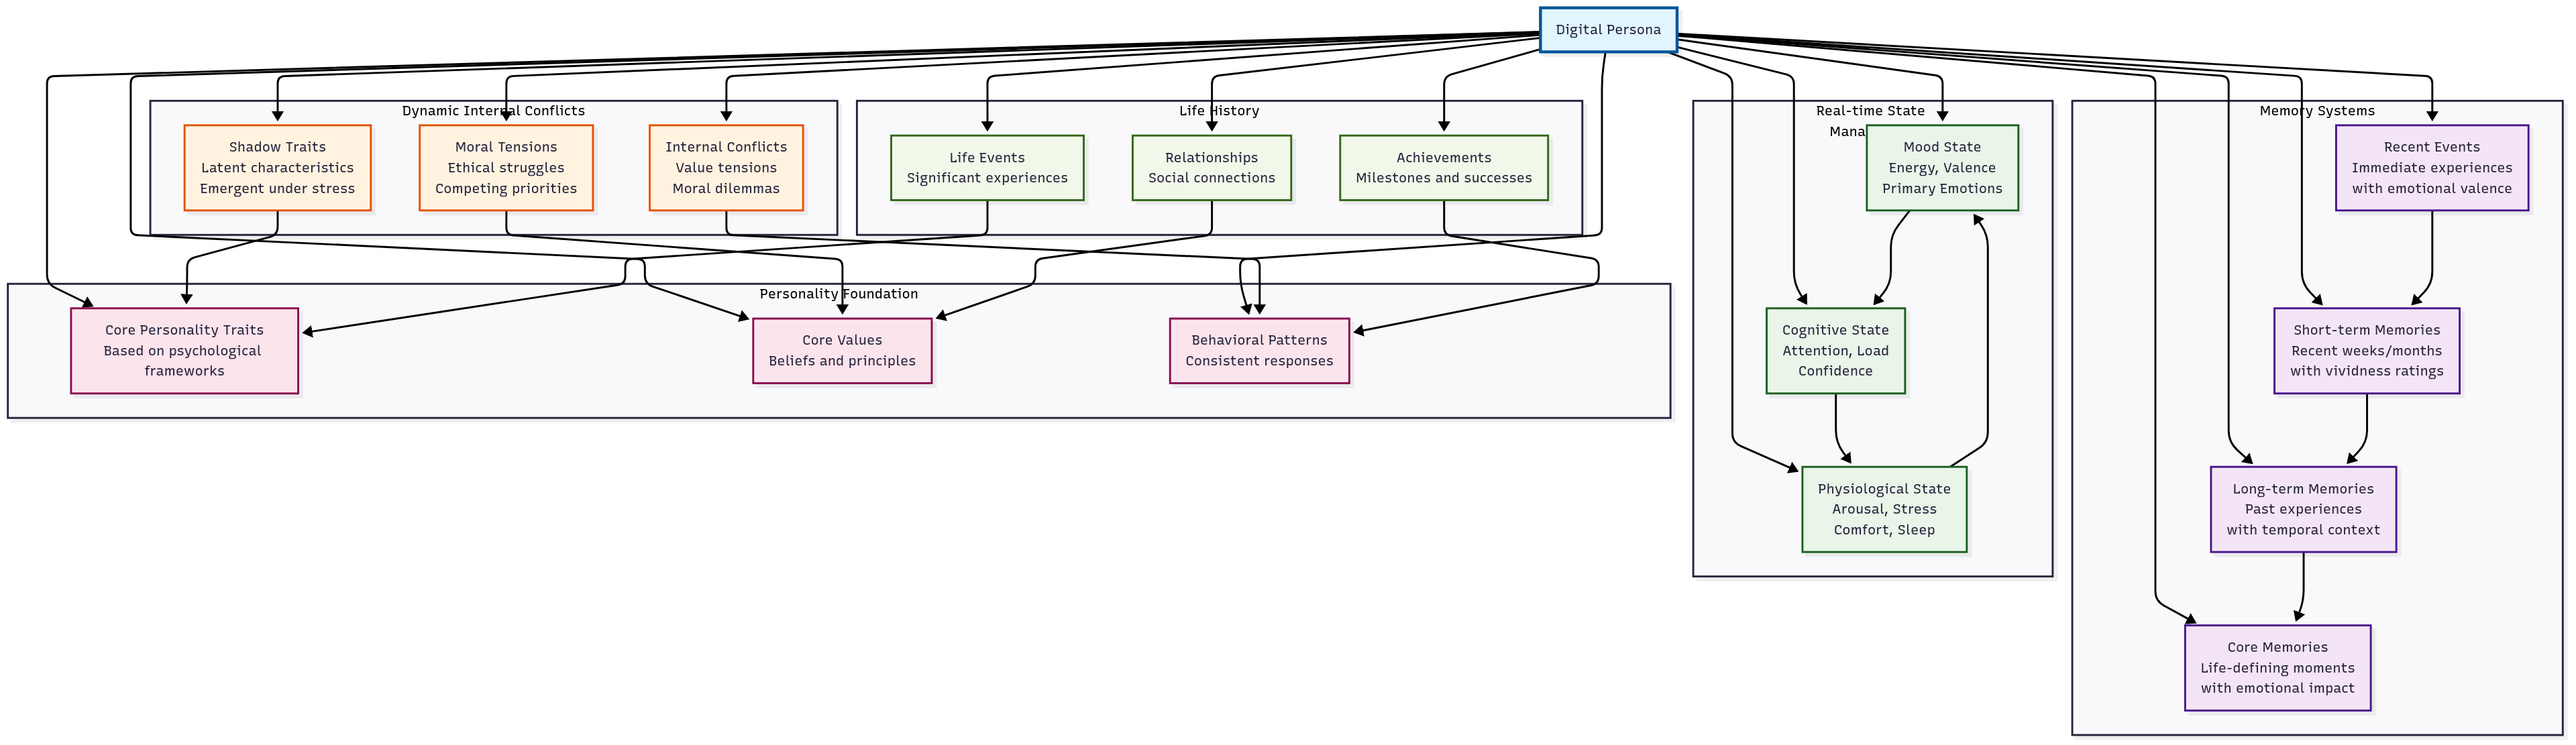 Digital Persona
Dynamic Internal Conflicts
Shadow Traits
Latent characteristics
Emergent under stress
Moral Tensions
Ethical struggles
Competing priorities
Internal Conflicts
Value tensions
Moral dilemmas
Life History
Life Events
Significant experiences
Relationships
Social connections
Achievements
Milestones and successes
Personality Foundation
Core Personality Traits
Based on psychological
frameworks
Core Values
Beliefs and principles
Behavioral Patterns
Consistent responses
Real-time State
Mana
Mood State
Energy, Valence
Primary Emotions
Cognitive State
Attention, Load
Confidence
Physiological State
Arousal, Stress
Comfort, Sleep
Memory Systems
Recent Events
Immediate experiences
with emotional valence
Short-term Memories
Recent weeks/months
with vividness ratings
Long-term Memories
Past experiences
with temporal context
Core Memories
Life-defining moments
with emotional impact